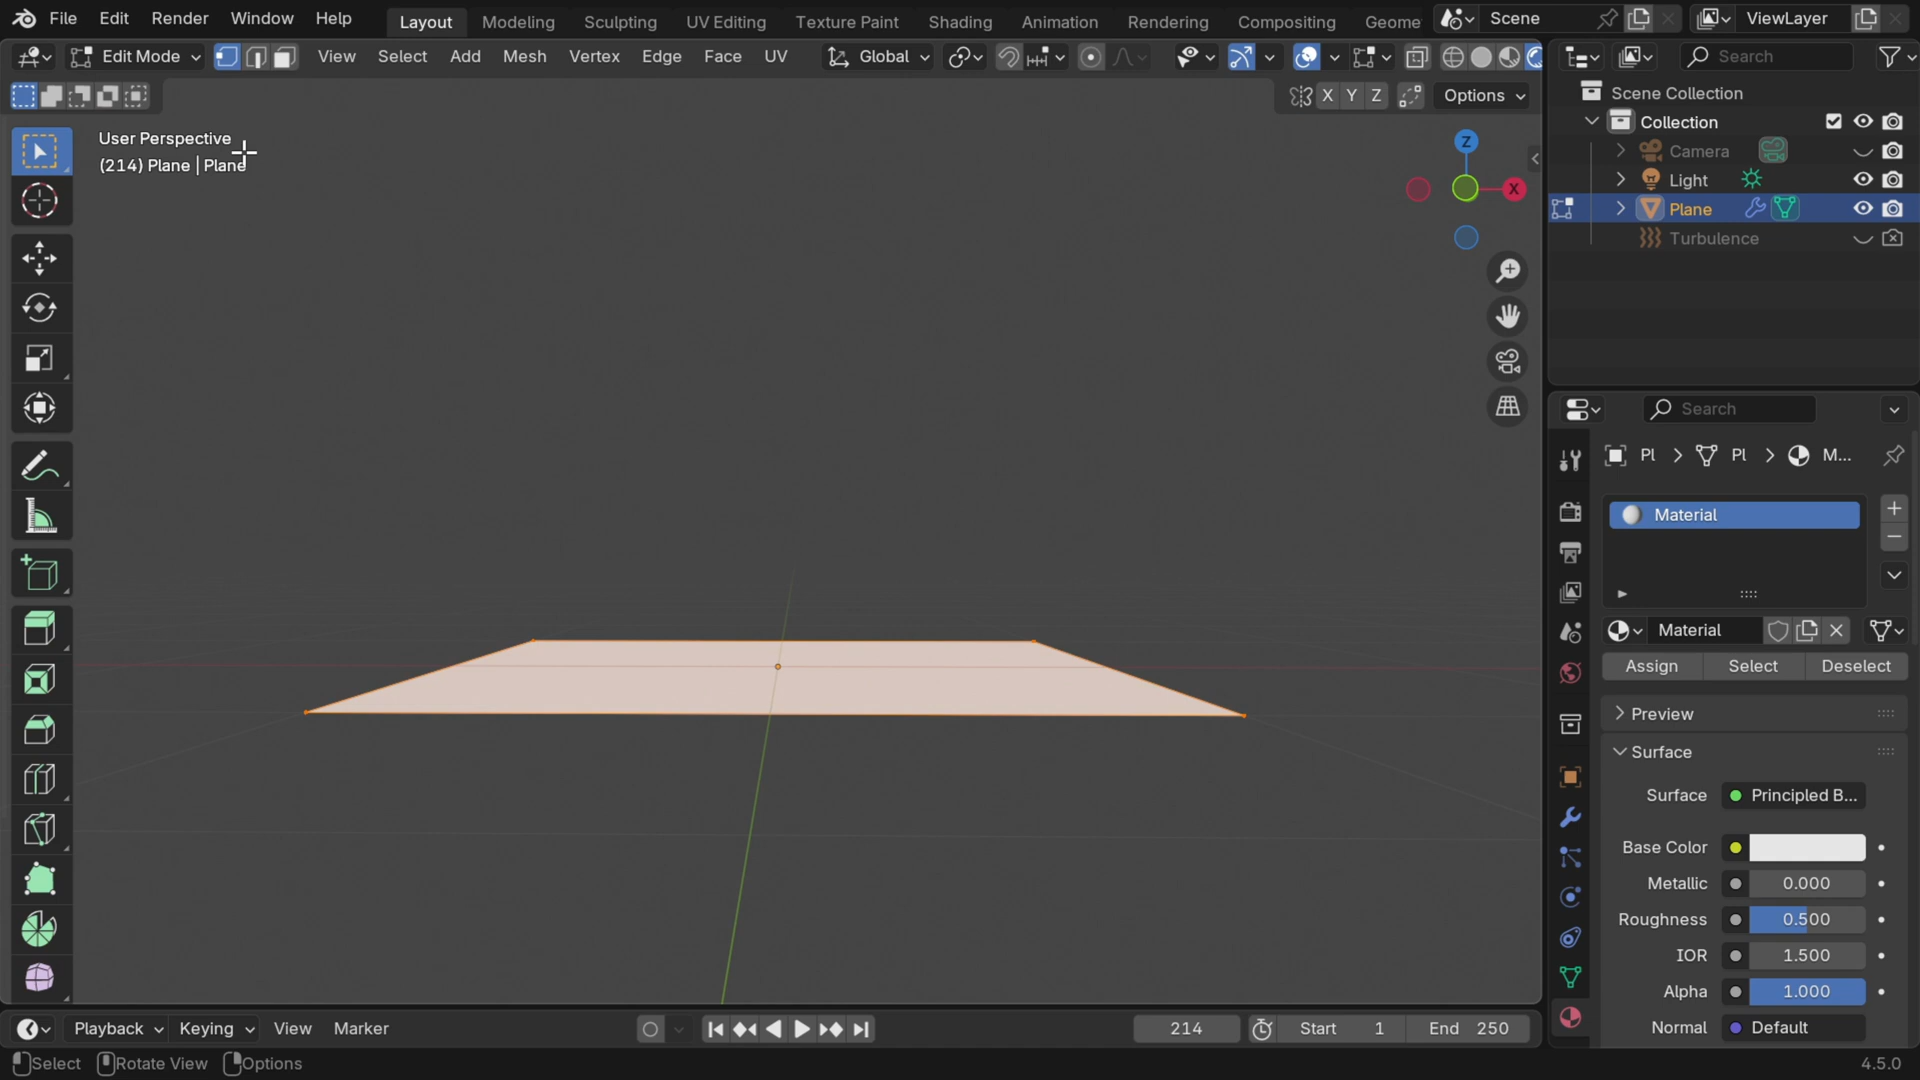 File Edit Render Window Help Layout Modeling Sculpting UV Editing Texture Paint Shading Animation Rendering Compositing Geome Scene ViewLayer
Edit Mode View Select Add Mesh Vertex Edge Face UV Global Search
X Y Z Options
Scene Collection
Collection
User Perspective
(214) Plane | Plane
Camera
Light
Plane
Turbulence
Z
X
Search
Pl Pl M...
Material
Material
Assign Select Deselect
Preview
Surface
Surface Principled B...
Base Color
Metallic 0.000
Roughness 0.500
IOR 1.500
Alpha 1.000
Normal Default
Playback Keying View Marker 214 Start 1 End 250
Select Rotate View Options 4.5.0